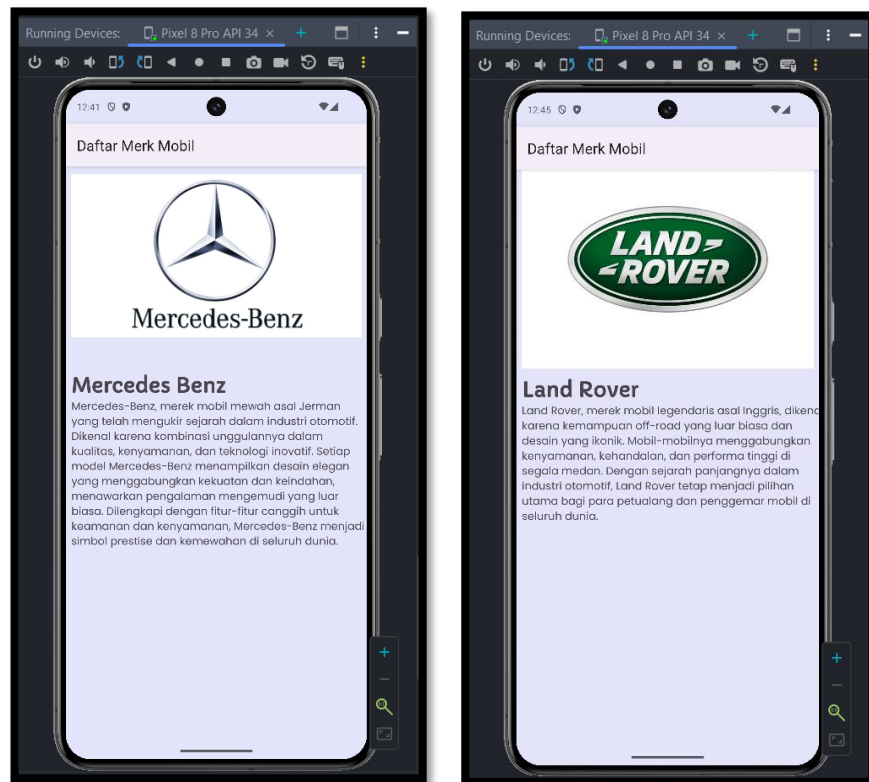 Running Devices: Pixel 8 Pro API 34
12:41
Daftar Merk Mobil
Mercedes-Benz
Mercedes Benz
Mercedes-Benz, merek mobil mewah asal Jerman
yang telah mengukir sejarah dalam industri otomotif.
Dikenal karena kombinasi unggulannya dalam
kualitas, kenyamanan, dan teknologi inovatif. Setiap
model Mercedes-Benz menampilkan desain elegan
yang menggabungkan kekuatan dan keindahan,
menawarkan pengalaman mengemudi yang luar
biasa. Dilengkapi dengan fitur-fitur canggih untuk
keamanan dan kenyamanan, Mercedes-Benz menjadi
simbol prestise dan kemewahan di seluruh dunia.
Running Devices: Pixel 8 Pro API 34
12:45
Daftar Merk Mobil
LAND-
ROVER
Land Rover
Land Rover, merek mobil legendaris asal Inggris, dikenc
karena kemampuan off-road yang luar biasa dan
desain yang ikonik. Mobil-mobilnya menggabungkan
kenyamanan, kehandalan, dan performa tinggi di
segala medan. Dengan sejarah panjangnya dalam
industri otomotif, Land Rover tetap menjadi pilihan
utama bagi para petualang dan penggemar mobil di
seluruh dunia.